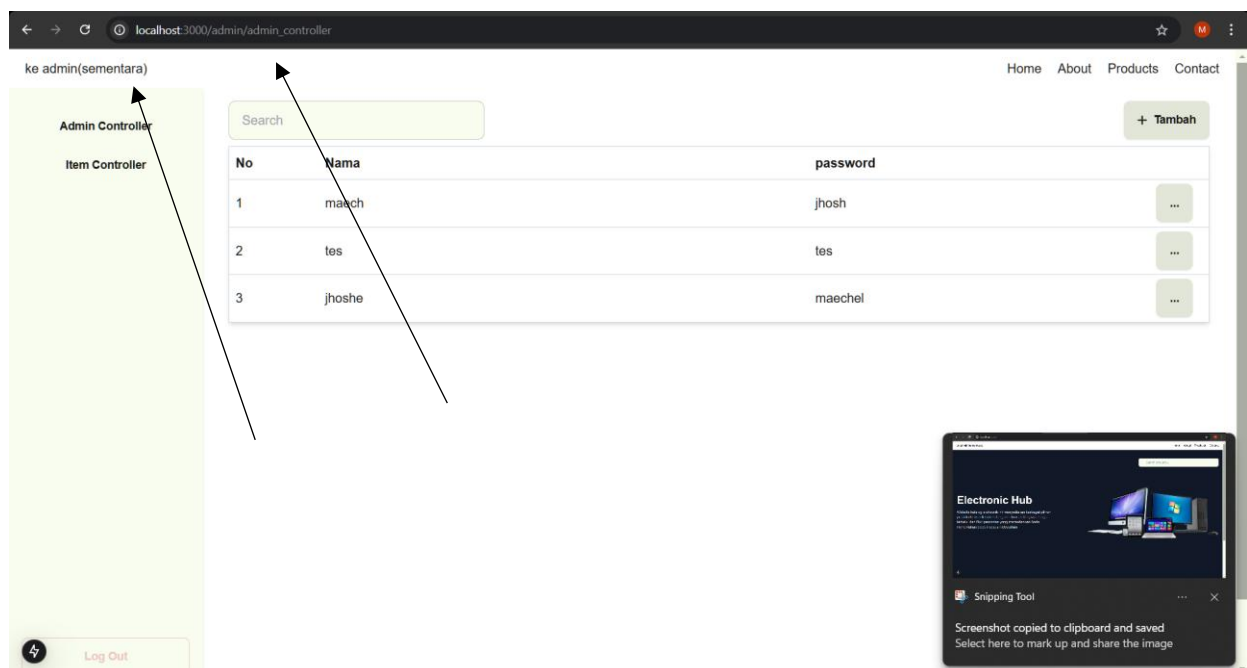 localhost:3000/admin/admin_controller
M
ke admin(sementara)
Home About Products Contact
Admin Controller
Item Controller
Search
+ Tambah
No Nama password
1 maech jhosh ...
2 tes tes ...
3 jhoshe maechel ...
Electronic Hub
Snipping Tool ...
Screenshot copied to clipboard and saved
Select here to mark up and share the image
Log Out